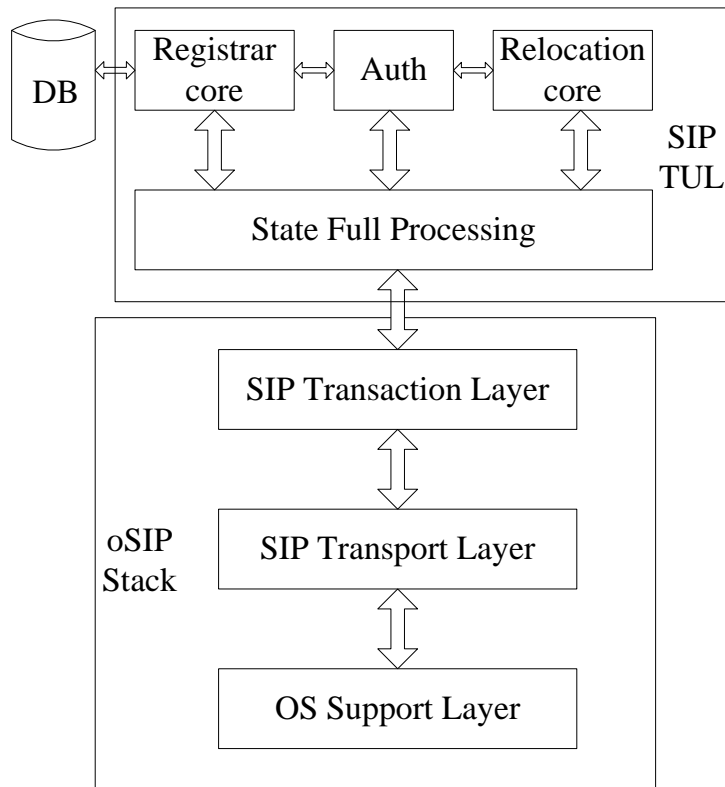 DB
Registrar
core
Auth
Relocation
core
SIP
TUL
State Full Processing
SIP Transaction Layer
oSIP
Stack
SIP Transport Layer
OS Support Layer